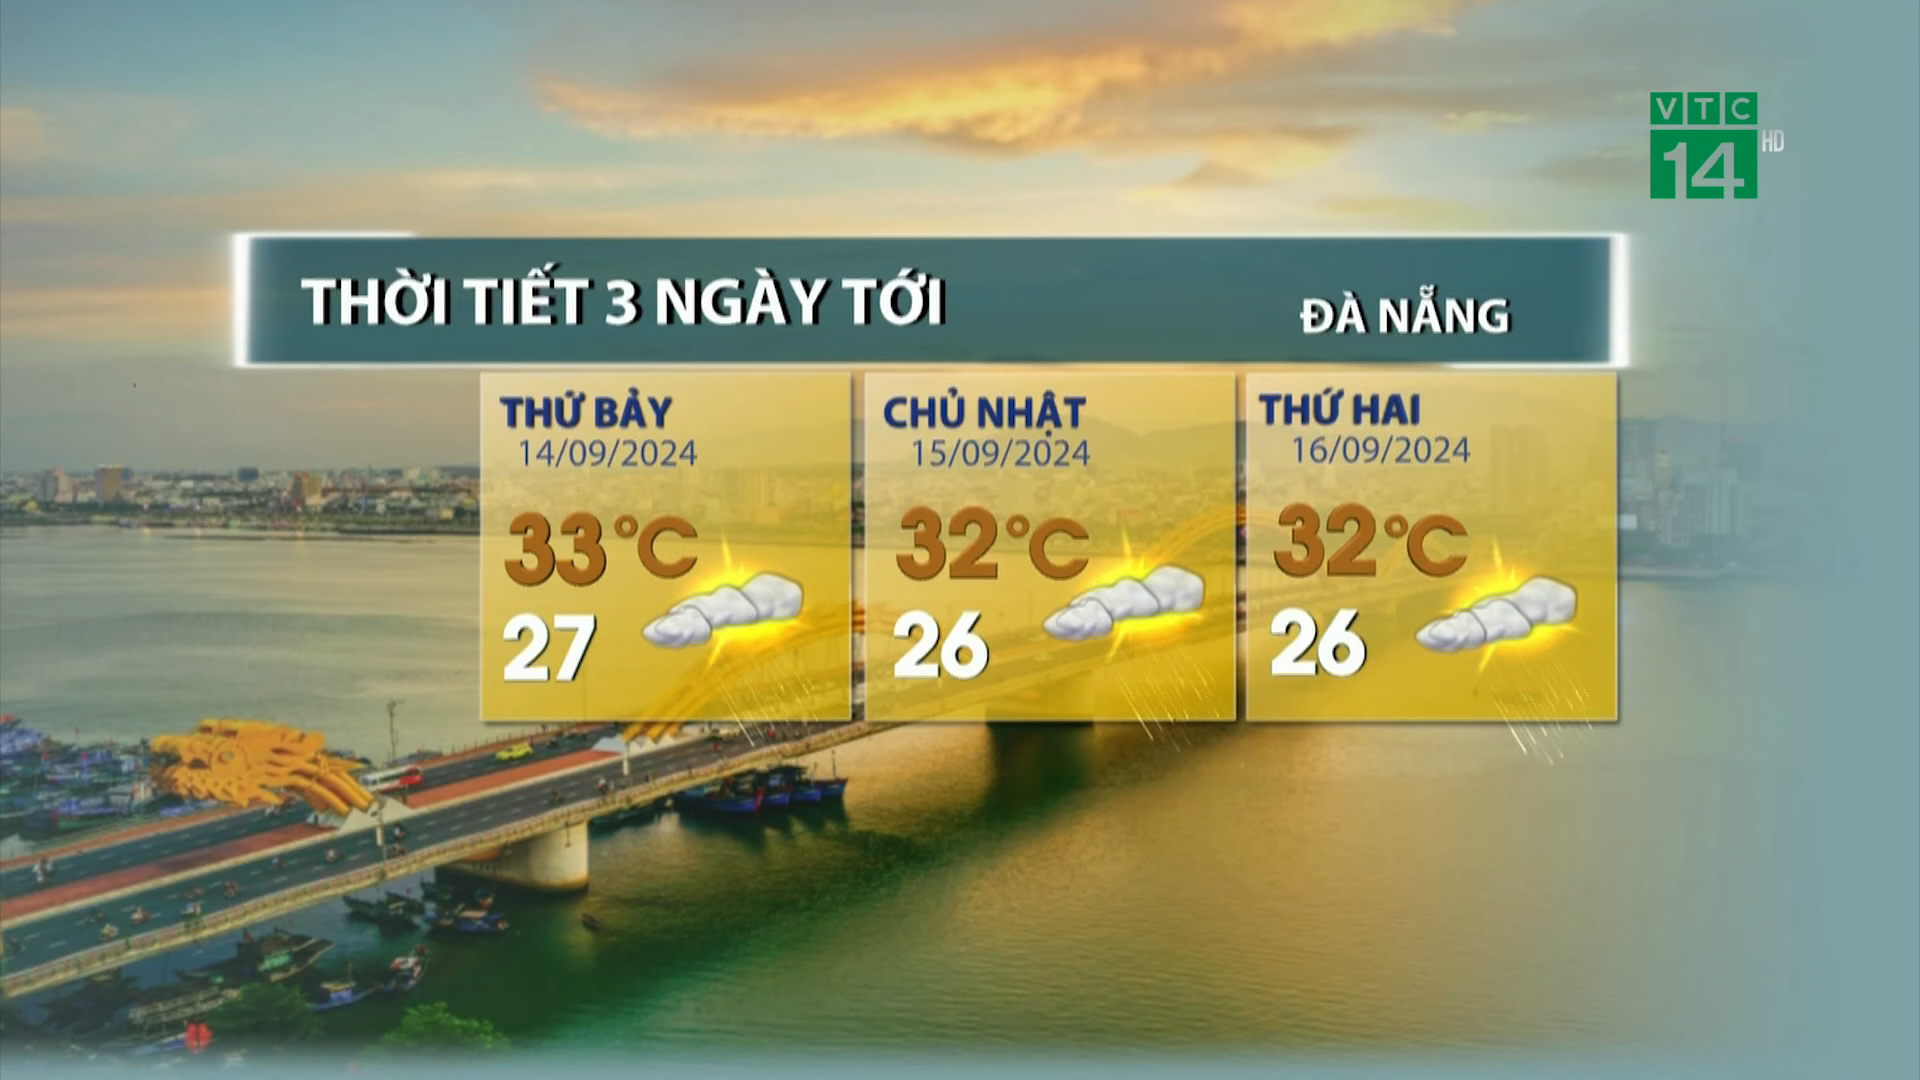 VTC
14 HD
THỜI TIẾT 3 NGÀY TỚI
ĐÀ NẴNG
THỨ BẢY
14/09/2024
33°C
27
CHỦ NHẬT
15/09/2024
32°C
26
THỨ HAI
16/09/2024
32°C
26